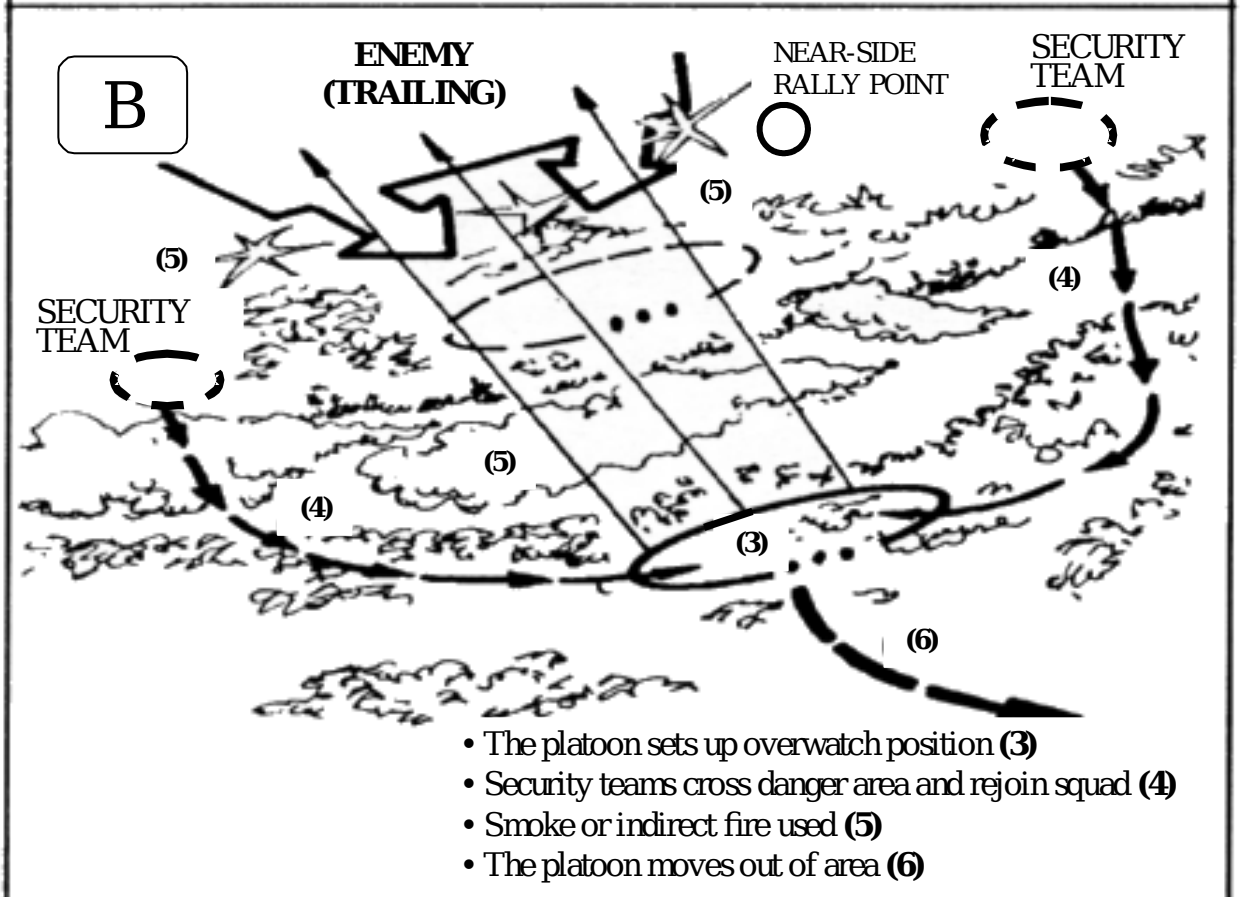 B
ENEMY
(TRAILING)
NEAR-SIDE
RALLY POINT
SECURITY
TEAM
(5)
(5)
(4)
SECURITY
TEAM
(5)
(4)
(3)
(6)
• The platoon sets up overwatch position (3)
• Security teams cross danger area and rejoin squad (4)
• Smoke or indirect fire used (5)
• The platoon moves out of area (6)